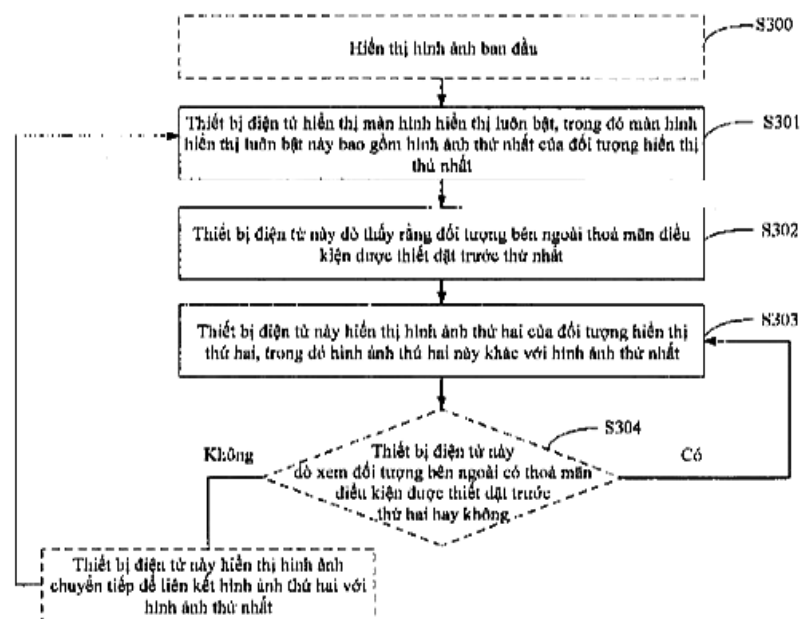 S300
Hiển thị hình ảnh ban đầu
S301
Thiết bị điện tử hiển thị màn hình hiển thị luôn bật, trong đó màn hình
hiển thị luôn bật này bao gồm hình ảnh thứ nhất của đối tượng hiển thị
thứ nhất
S302
Thiết bị điện tử này dò thấy rằng đối tượng bên ngoài thoả mãn điều
kiện được thiết đặt trước thứ nhất
S303
Thiết bị điện tử này hiển thị hình ảnh thứ hai của đối tượng hiển thị
thứ hai, trong đó hình ảnh thứ hai này khác với hình ảnh thứ nhất
S304
Không
Thiết bị điện tử này
dò xem đối tượng bên ngoài có thoả mãn
điều kiện được thiết đặt trước
thứ hai hay không
Có
Thiết bị điện tử này hiển thị hình ảnh
chuyển tiếp để liên kết hình ảnh thứ hai với
hình ảnh thứ nhất